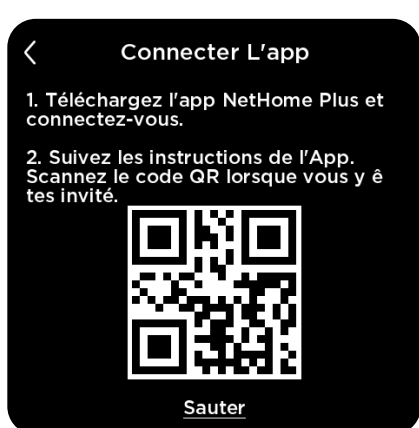 Connecter L'app
1. Téléchargez l'app NetHome Plus et
connectez-vous.
2. Suivez les instructions de l'App.
Scannez le code QR lorsque vous y ê
tes invité.
Sauter